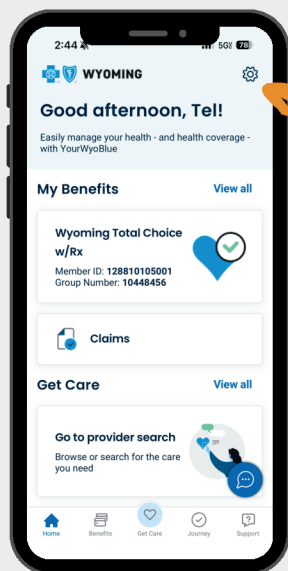 2:44
5G
78
WYOMING
Good afternoon, Tel!
Easily manage your health - and health coverage -
with YourWyoBlue
My Benefits
View all
Wyoming Total Choice
w/Rx
Member ID: 128810105001
Group Number: 10448456
Claims
Get Care
View all
Go to provider search
Browse or search for the care
you need
Home
Benefits
Get Care
Journey
Support